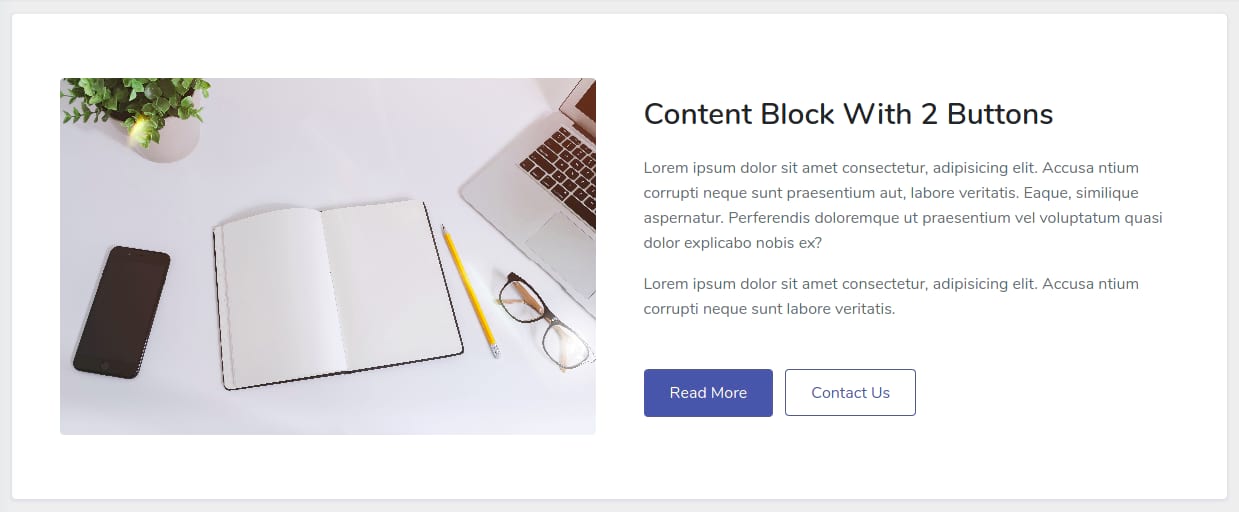 Content Block With 2 Buttons
Lorem ipsum dolor sit amet consectetur, adipisicing elit. Accusa ntium
corrupti neque sunt praesentium aut, labore veritatis. Eaque, similique
aspernatur. Perferendis doloremque ut praesentium vel voluptatum quasi
dolor explicabo nobis ex?
Lorem ipsum dolor sit amet consectetur, adipisicing elit. Accusa ntium
corrupti neque sunt labore veritatis.
Read More
Contact Us